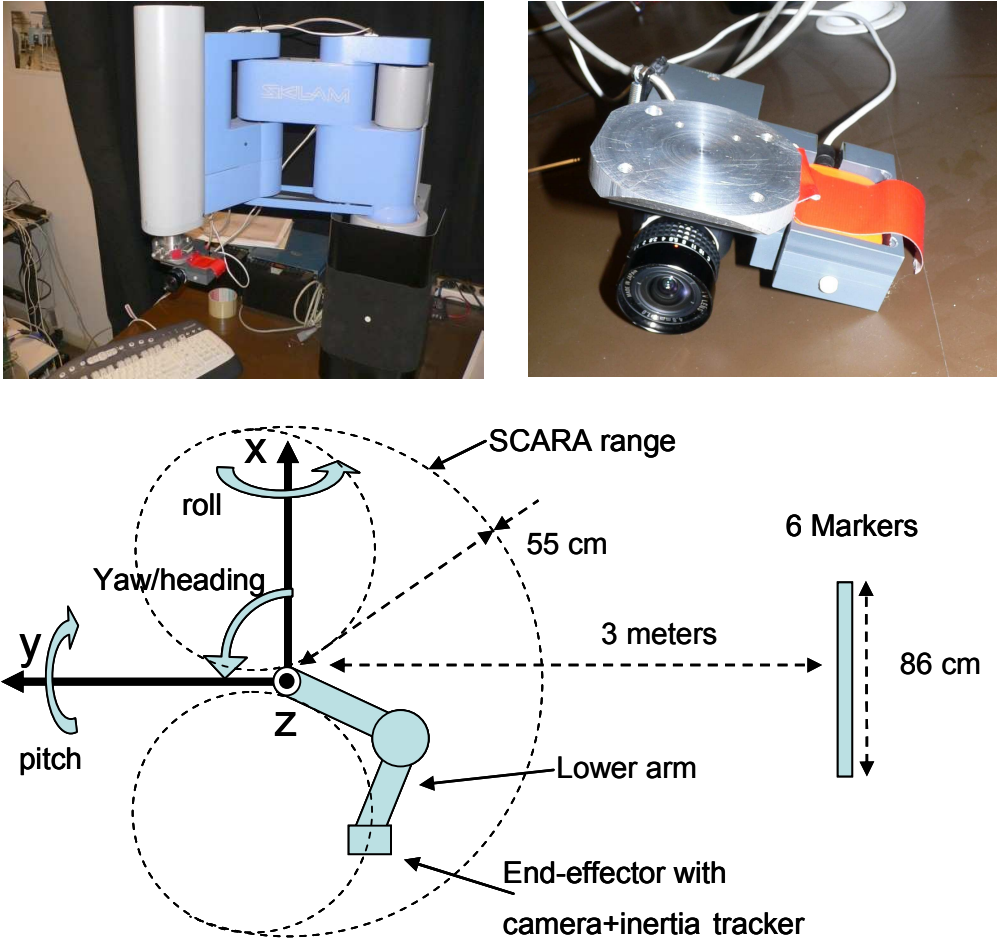 SKILAM
x
SCARA range
roll
55 cm
6 Markers
Yaw/heading
y
3 meters
86 cm
z
pitch
Lower arm
End-effector with
camera+inertia tracker